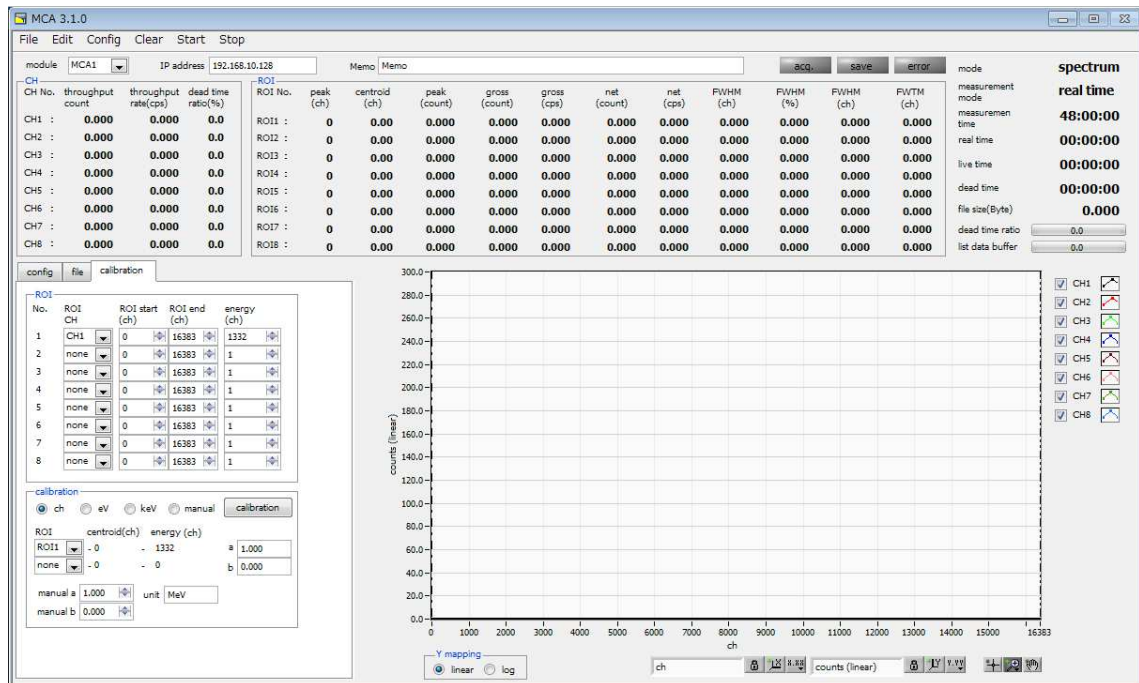 MCA 3.1.0
File Edit Config Clear Start Stop
module MCA1 IP address 192.168.10.128 Memo Memo acq. save error
CH
CH No. throughput count throughput rate(cps) dead time ratio(%)
CH1 : 0.000 0.000 0.0
CH2 : 0.000 0.000 0.0
CH3 : 0.000 0.000 0.0
CH4 : 0.000 0.000 0.0
CH5 : 0.000 0.000 0.0
CH6 : 0.000 0.000 0.0
CH7 : 0.000 0.000 0.0
CH8 : 0.000 0.000 0.0
ROI
ROI No. peak (ch) centroid (ch) peak (count) gross (count) gross (cps) net (count) net (cps) FWHM (ch) FWHM (%) FWHM (ch) FWTM (ch)
ROI1 : 0 0.00 0.000 0.000 0.000 0.000 0.000 0.000 0.000 0.000 0.000
ROI2 : 0 0.00 0.000 0.000 0.000 0.000 0.000 0.000 0.000 0.000 0.000
ROI3 : 0 0.00 0.000 0.000 0.000 0.000 0.000 0.000 0.000 0.000 0.000
ROI4 : 0 0.00 0.000 0.000 0.000 0.000 0.000 0.000 0.000 0.000 0.000
ROI5 : 0 0.00 0.000 0.000 0.000 0.000 0.000 0.000 0.000 0.000 0.000
ROI6 : 0 0.00 0.000 0.000 0.000 0.000 0.000 0.000 0.000 0.000 0.000
ROI7 : 0 0.00 0.000 0.000 0.000 0.000 0.000 0.000 0.000 0.000 0.000
ROI8 : 0 0.00 0.000 0.000 0.000 0.000 0.000 0.000 0.000 0.000 0.000
mode spectrum
measurement mode real time
measuremen time 48:00:00
real time 00:00:00
live time 00:00:00
dead time 00:00:00
file size(Byte) 0.000
dead time ratio 0.0
list data buffer 0.0
config file calibration
ROI
No. ROI CH ROI start (ch) ROI end (ch) energy (ch)
1 CH1 0 16383 1332
2 none 0 16383 1
3 none 0 16383 1
4 none 0 16383 1
5 none 0 16383 1
6 none 0 16383 1
7 none 0 16383 1
8 none 0 16383 1
calibration
ch eV keV manual calibration
ROI centroid(ch) energy (ch)
ROI1 - 0 - 1332 a 1.000
none - 0 - 0 b 0.000
manual a 1.000 unit MeV
manual b 0.000
counts (linear)
300.0
280.0
260.0
240.0
220.0
200.0
180.0
160.0
140.0
120.0
100.0
80.0
60.0
40.0
20.0
0.0
0 1000 2000 3000 4000 5000 6000 7000 8000 9000 10000 11000 12000 13000 14000 15000 16383
ch
CH1
CH2
CH3
CH4
CH5
CH6
CH7
CH8
Y mapping
linear log
ch X.XX counts (linear) Y.YY